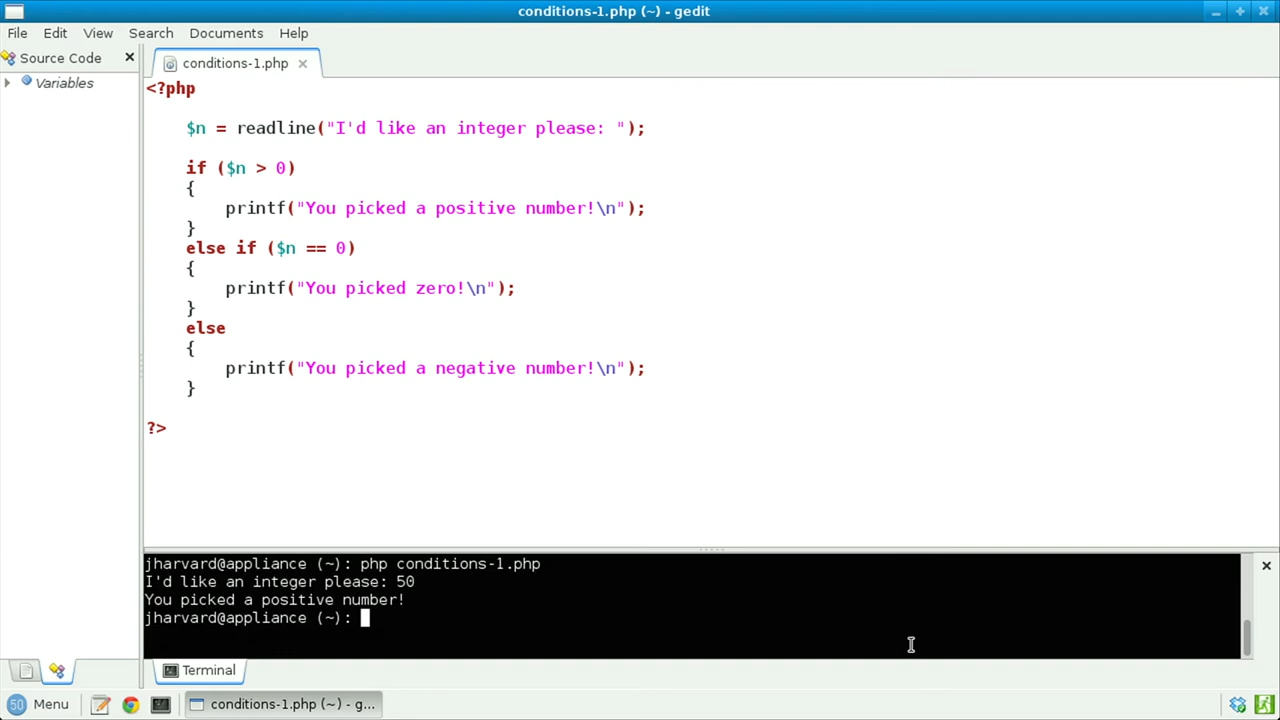 conditions-1.php (~) - gedit
File Edit View Search Documents Help
Source Code
conditions-1.php
Variables
<?php
$n = readline("I'd like an integer please: ");
if ($n > 0)
{
printf("You picked a positive number!\n");
}
else if ($n == 0)
{
printf("You picked zero!\n");
}
else
{
printf("You picked a negative number!\n");
}
?>
jharvard@appliance (~): php conditions-1.php
I'd like an integer please: 50
You picked a positive number!
jharvard@appliance (~):
Terminal
50 Menu conditions-1.php (~) - g...